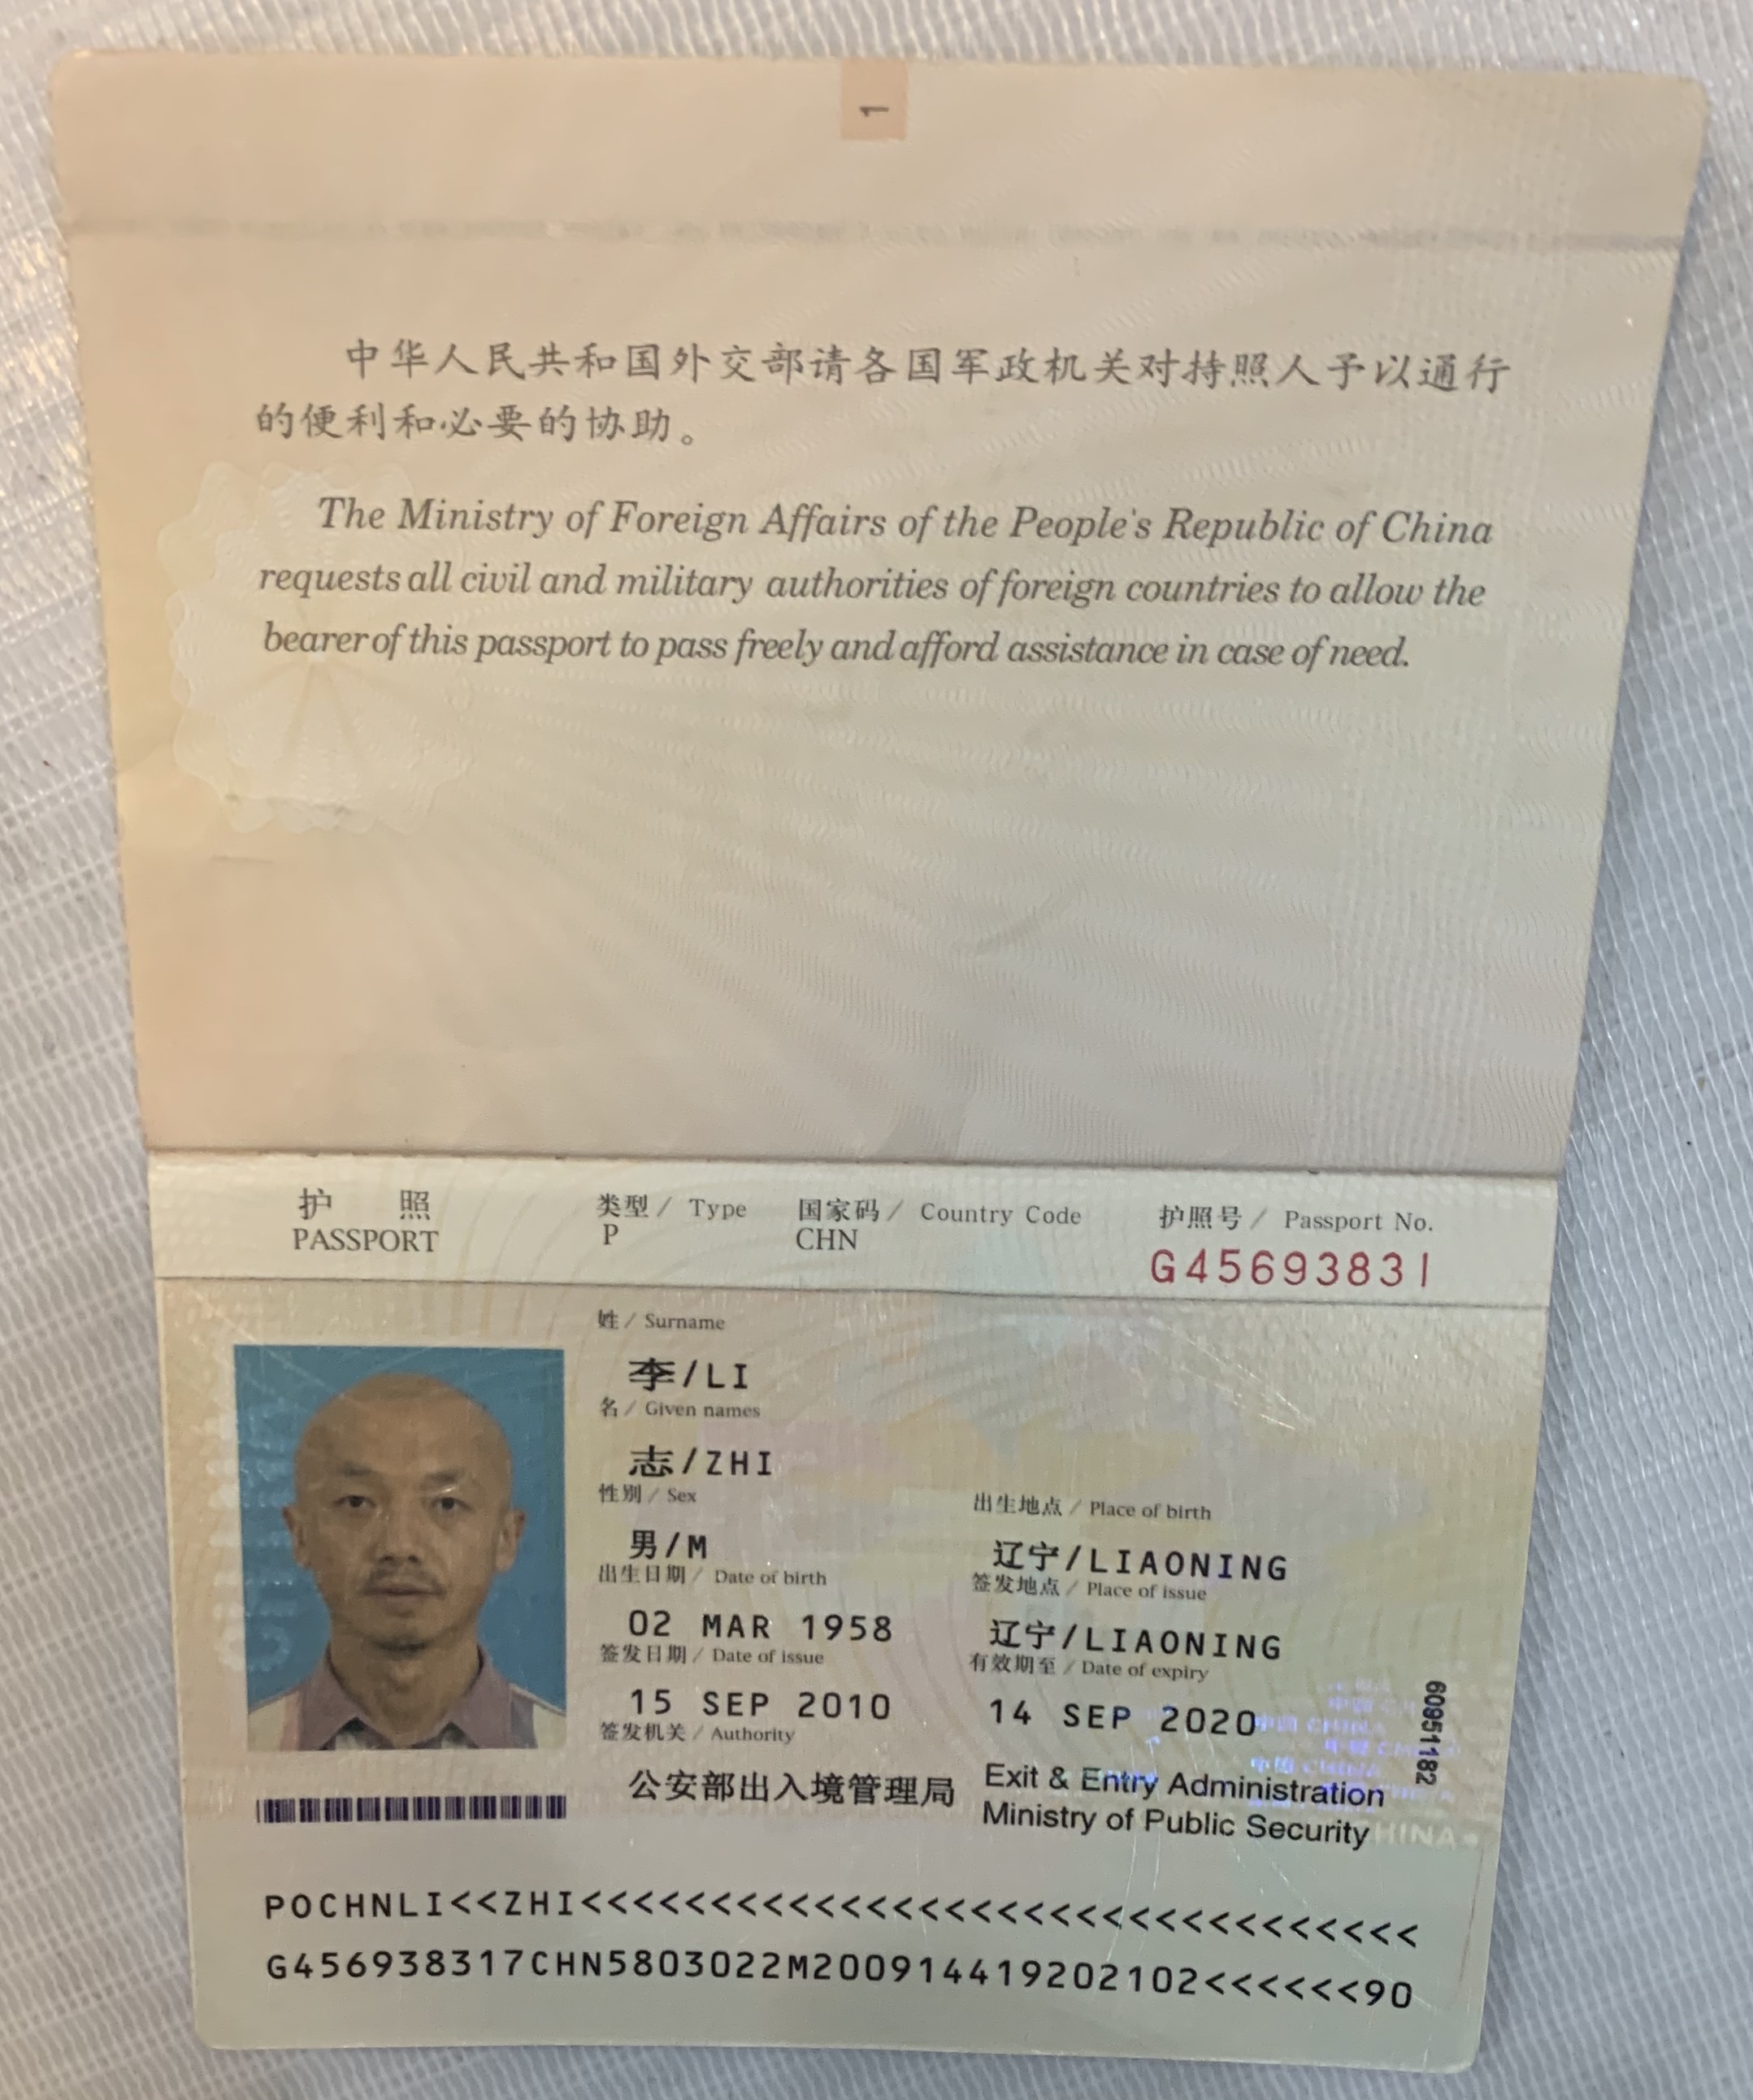 1
中华人民共和国外交部请各国军政机关对持照人予以通行
的便利和必要的协助。
The Ministry of Foreign Affairs of the People's Republic of China
requests all civil and military authorities of foreign countries to allow the
bearer of this passport to pass freely and afford assistance in case of need.
护 照 类型 / Type 国家码 / Country Code 护照号 / Passport No.
PASSPORT P CHN G45693831
姓 / Surname
李/LI
名 / Given names
志/ZHI
性别 / Sex 出生地点 / Place of birth
男/M 辽宁/LIAONING
出生日期 / Date of birth 签发地点 / Place of issue
02 MAR 1958 辽宁/LIAONING
签发日期 / Date of issue 有效期至 / Date of expiry
15 SEP 2010 14 SEP 2020
签发机关 / Authority
公安部出入境管理局 Exit & Entry Administration
Ministry of Public Security
60951182
POCHNLI<<ZHI<<<<<<<<<<<<<<<<<<<<<<<<<<<<<<<<
G456938317CHN5803022M200914419202102<<<<<<90